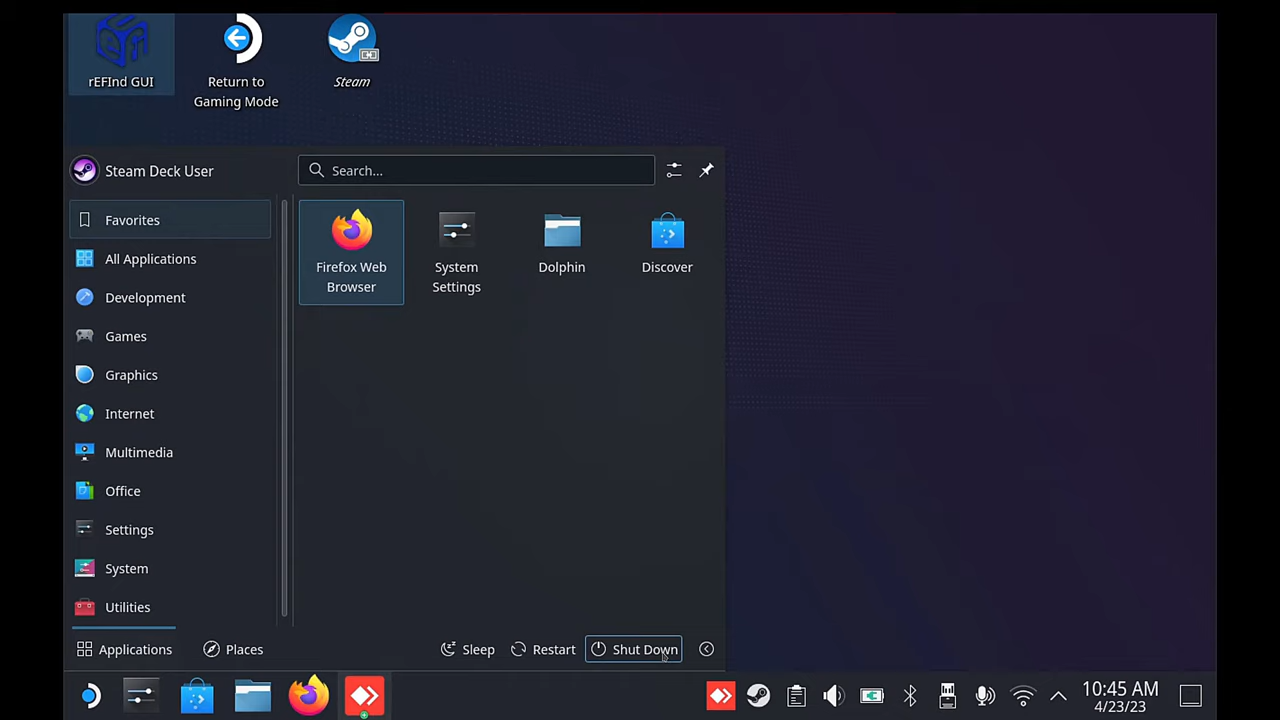 rEFInd GUI
Return to
Gaming Mode
Steam
Steam Deck User
Search...
Favorites
All Applications
Development
Games
Graphics
Internet
Multimedia
Office
Settings
System
Utilities
Firefox Web
Browser
System
Settings
Dolphin
Discover
Applications
Places
Sleep
Restart
Shut Down
10:45 AM
4/23/23